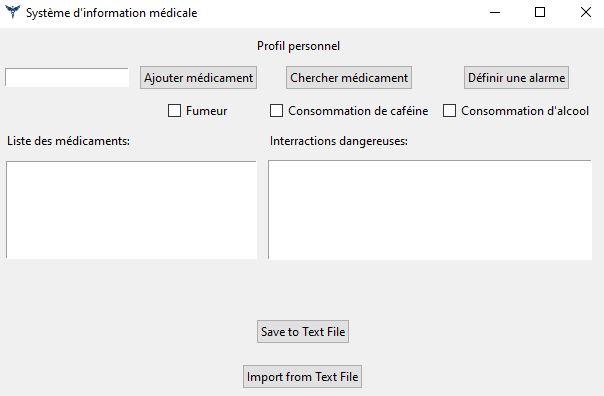 Système d'information médicale
Profil personnel
Ajouter médicament Chercher médicament Définir une alarme
Fumeur Consommation de caféine Consommation d'alcool
Liste des médicaments: Interractions dangereuses:
Save to Text File
Import from Text File